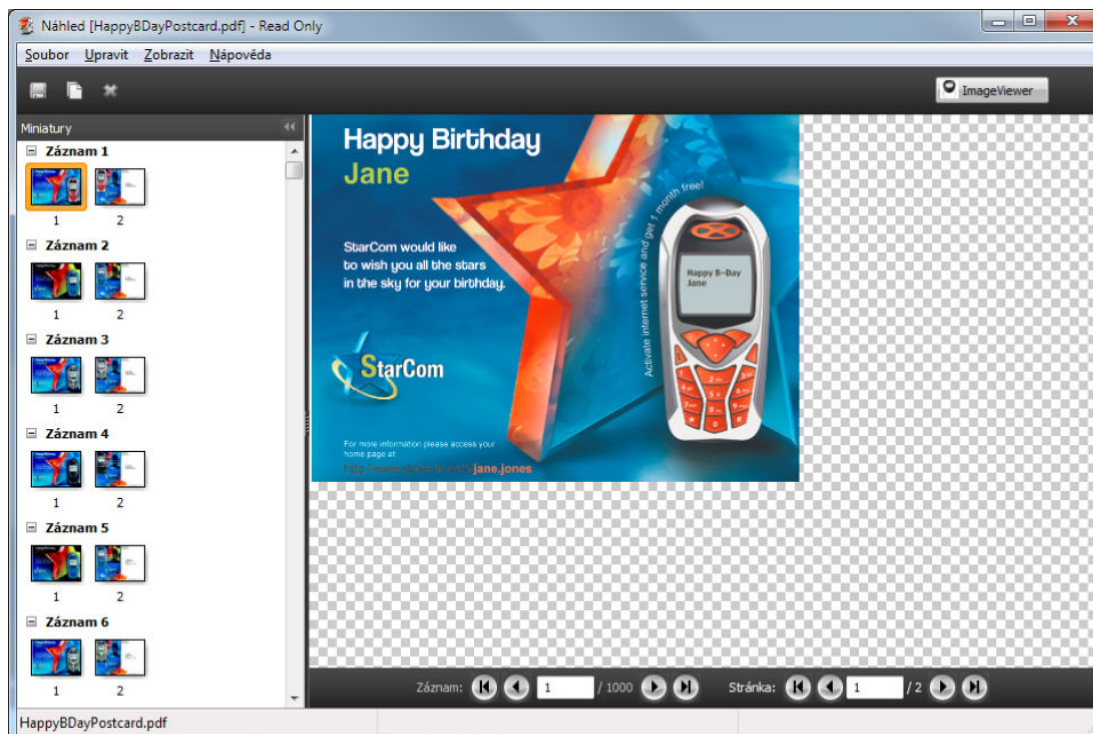 Náhled [HappyBDayPostcard.pdf] - Read Only
Soubor Upravit Zobrazit Nápověda
ImageViewer
Miniatury
Záznam 1
1 2
Záznam 2
1 2
Záznam 3
1 2
Záznam 4
1 2
Záznam 5
1 2
Záznam 6
1 2
Happy Birthday
Jane
StarCom would like
to wish you all the stars
in the sky for your birthday.
StarCom
For more information please access your
home page at
jane.jones
Activate internet service and get 1 month free!
Happy B-Day
Jane
Záznam: 1 / 1000 Stránka: 1 / 2
HappyBDayPostcard.pdf